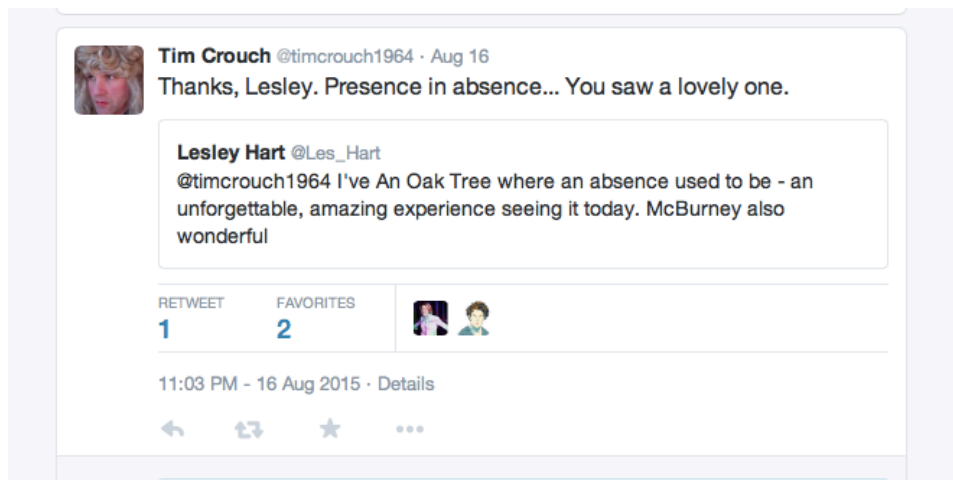 Tim Crouch @timcrouch1964 · Aug 16
Thanks, Lesley. Presence in absence... You saw a lovely one.
Lesley Hart @Les_Hart
@timcrouch1964 I've An Oak Tree where an absence used to be - an
unforgettable, amazing experience seeing it today. McBurney also
wonderful
RETWEET FAVORITES
1 2
11:03 PM - 16 Aug 2015 · Details